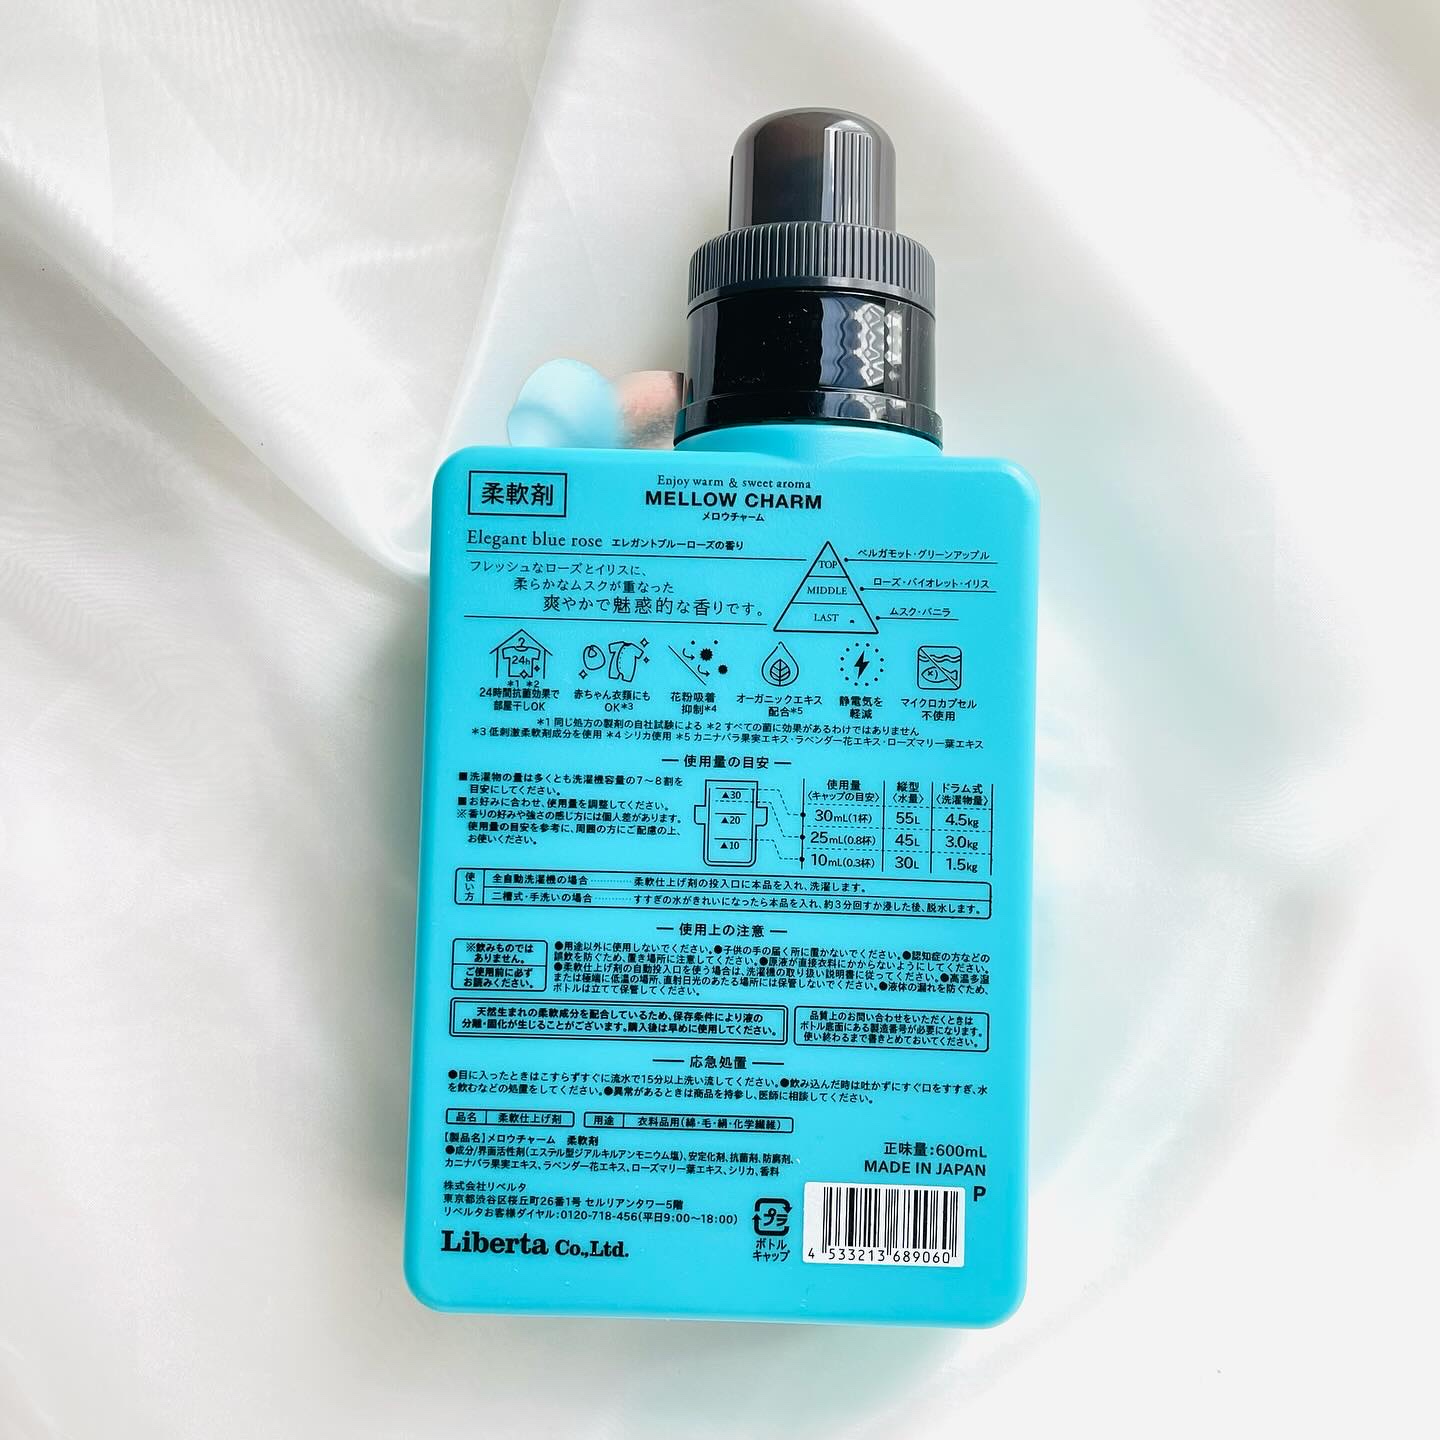 柔軟剤
Enjoy warm & sweet aroma
MELLOW CHARM
メロウチャーム
Elegant blue rose エレガントブルーローズの香り
フレッシュなローズとイリスに、
柔らかなムスクが重なった
爽やかで魅惑的な香りです。
TOP ベルガモット・グリーンアップル
MIDDLE ローズ・バイオレット・イリス
LAST ムスク・バニラ
24h
*1 *2
24時間抗菌効果で
部屋干しOK
赤ちゃん衣類にも
OK*3
花粉吸着
抑制*4
オーガニックエキス
配合*5
静電気を
軽減
マイクロカプセル
不使用
*1 同じ処方の製剤の自社試験による *2 すべての菌に効果があるわけではありません
*3 低刺激柔軟剤成分を使用 *4 シリカ使用 *5 カニナバラ果実エキス・ラベンダー花エキス・ローズマリー葉エキス
使用量の目安
■洗濯物の量は多くとも洗濯機容量の7〜8割を
目安にしてください。
■お好みに合わせ、使用量を調整してください。
※香りの好みや強さの感じ方には個人差があります。
使用量の目安を参考に、周囲の方にご配慮の上、
お使いください。
▲30
▲20
▲10
使用量 縦型 ドラム式
〈キャップの目安〉 〈水量〉 〈洗濯物量〉
30mL(1杯) 55L 4.5kg
25mL(0.8杯) 45L 3.0kg
10mL(0.3杯) 30L 1.5kg
使い方
全自動洗濯機の場合…………柔軟仕上げ剤の投入口に本品を入れ、洗濯します。
二槽式・手洗いの場合…………すすぎの水がきれいになったら本品を入れ、約3分回すか浸した後、脱水します。
使用上の注意
※飲みものでは
ありません。
ご使用前に必ず
お読みください。
●用途以外に使用しないでください。●子供の手の届く所に置かないでください。●認知症の方などの
誤飲を防ぐため、置き場所に注意してください。●原液が直接衣料にかからないようにしてください。
●柔軟仕上げ剤の自動投入口を使う場合は、洗濯機の取り扱い説明書に従ってください。●高温多湿
または極端に低温の場所、直射日光のあたる場所には保管しないでください。●液体の漏れを防ぐため、
ボトルは立てて保管してください。
天然生まれの柔軟成分を配合しているため、保存条件により液の
分離・固化が生じることがございます。購入後は早めに使用してください。
品質上のお問い合わせをいただくときは
ボトル底面にある製造番号が必要になります。
使い終わるまで書きとめておいてください。
応急処置
●目に入ったときはこすらずすぐに流水で15分以上洗い流してください。●飲み込んだ時は吐かずにすぐ口をすすぎ、水
を飲むなどの処置をしてください。●異常があるときは商品を持参し、医師に相談してください。
品名 柔軟仕上げ剤 用途 衣料品用(綿・毛・絹・化学繊維)
[製品名]メロウチャーム 柔軟剤
●成分/界面活性剤(エステル型ジアルキルアンモニウム塩)、安定化剤、抗菌剤、防腐剤、
カニナバラ果実エキス、ラベンダー花エキス、ローズマリー葉エキス、シリカ、香料
正味量:600mL
MADE IN JAPAN
P
株式会社リベルタ
東京都渋谷区桜丘町26番1号 セルリアンタワー5階
リベルタお客様ダイヤル:0120-718-456(平日9:00〜18:00)
Liberta Co.,Ltd.
プラ
ボトル
キャップ
4 533213 689060